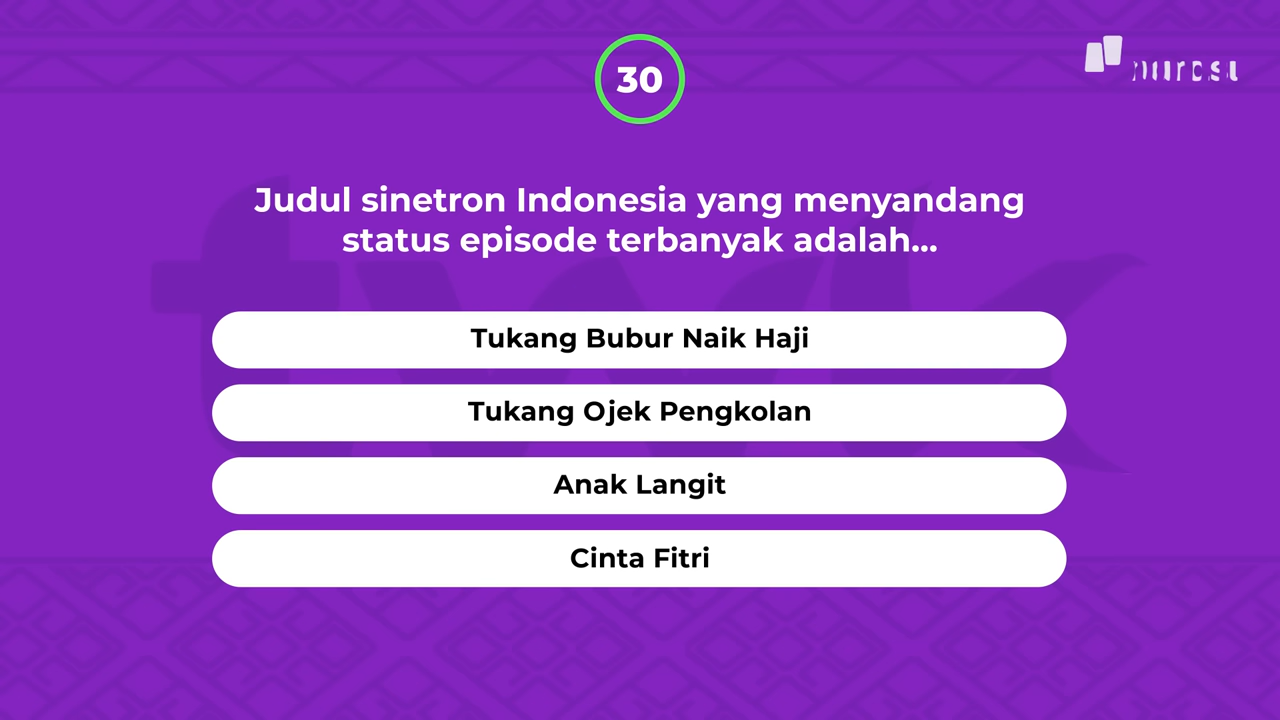 30
Judul sinetron Indonesia yang menyandang
status episode terbanyak adalah...
Tukang Bubur Naik Haji
Tukang Ojek Pengkolan
Anak Langit
Cinta Fitri